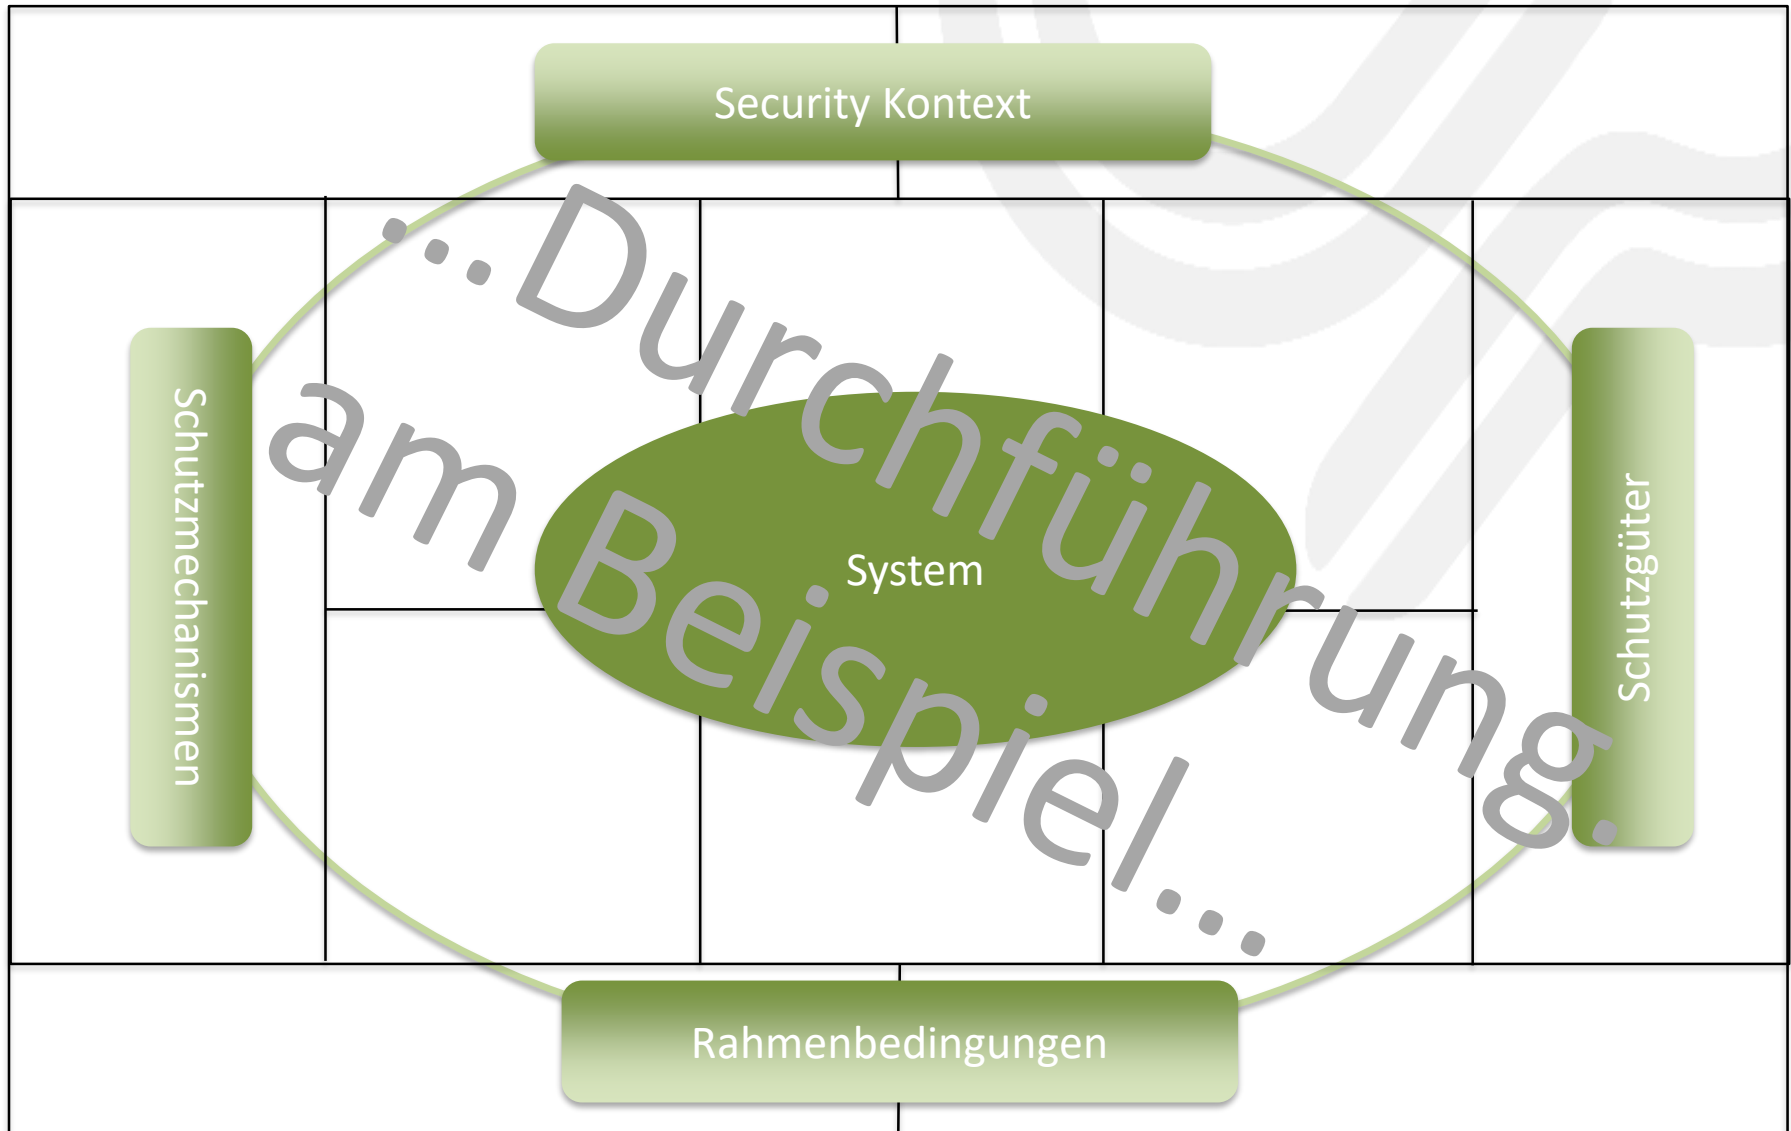 Security Kontext
...Durchführung.
am Beispiel...
Schutzmechanismen
System
Schutzgüter
Rahmenbedingungen